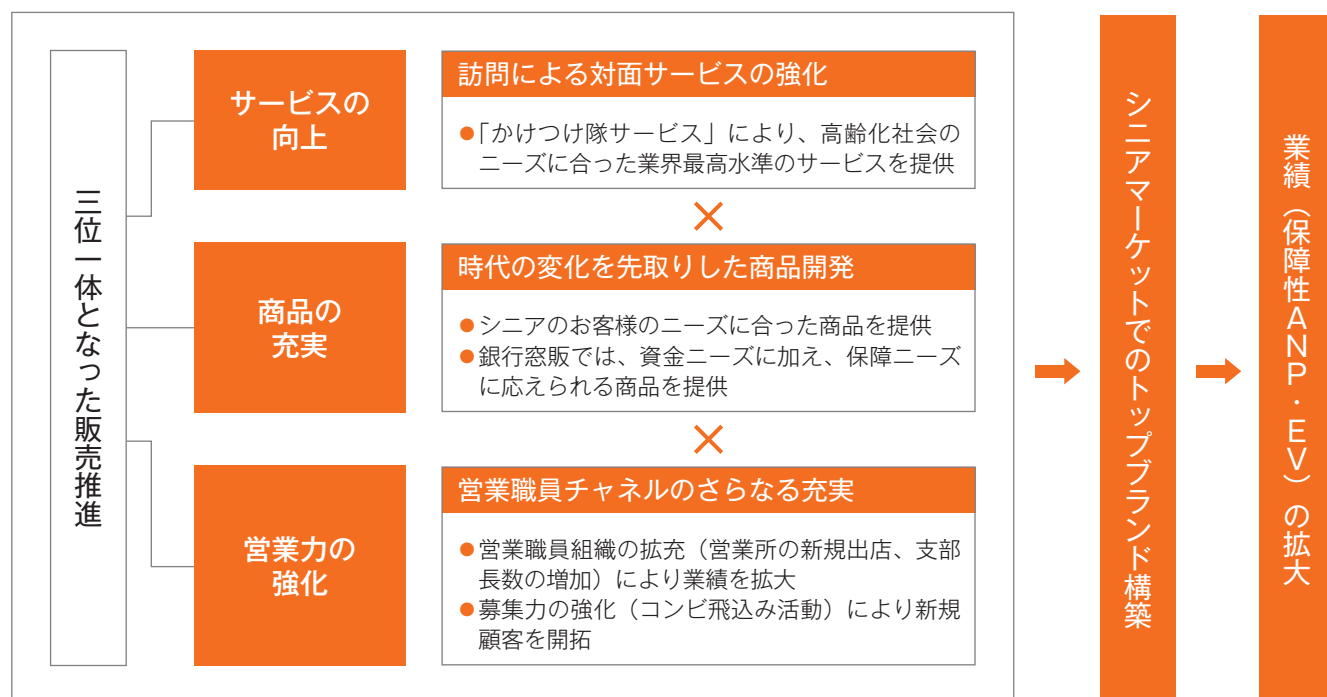 三位一体となった販売推進
サービスの
向上
訪問による対面サービスの強化
●「かけつけ隊サービス」により、高齢化社会の
ニーズに合った業界最高水準のサービスを提供
×
商品の
充実
時代の変化を先取りした商品開発
●シニアのお客様のニーズに合った商品を提供
●銀行窓販では、資金ニーズに加え、保障ニーズ
に応えられる商品を提供
×
営業力の
強化
営業職員チャネルのさらなる充実
●営業職員組織の拡充（営業所の新規出店、支部
長数の増加）により業績を拡大
●募集力の強化（コンビ飛込み活動）により新規
顧客を開拓
シニアマーケットでのトップブランド構築
業績（保障性ANP・EV）の拡大